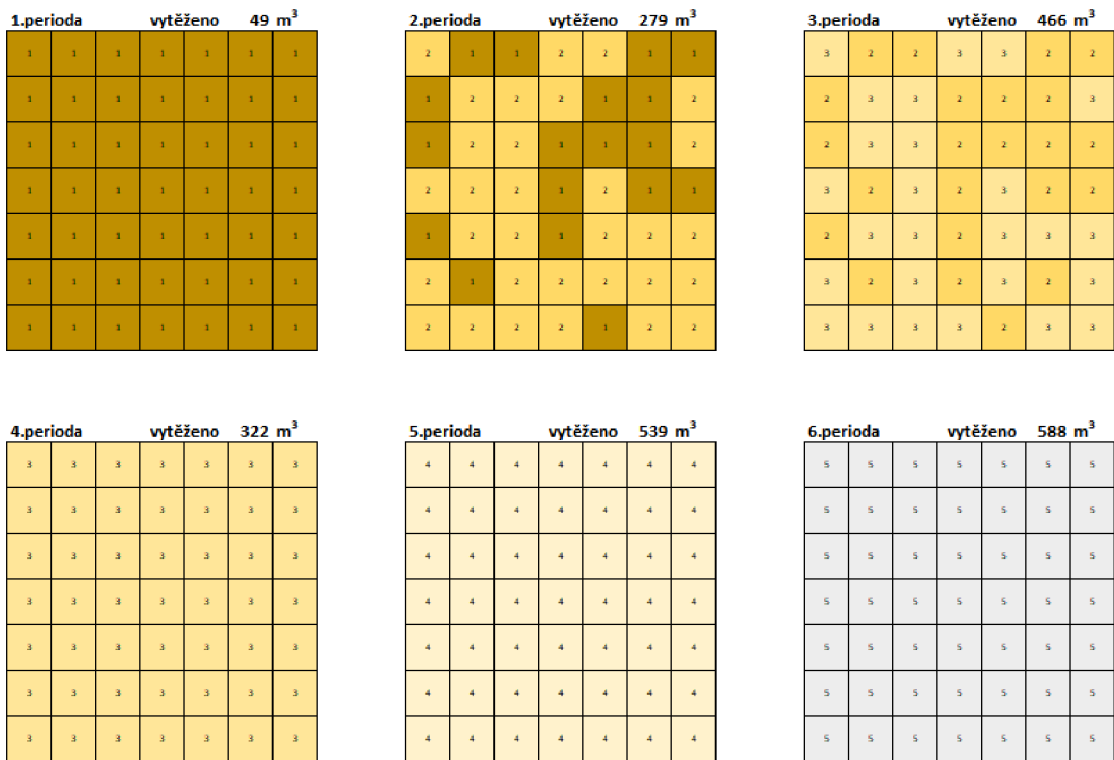 1.perioda vytěženo 49 m³
1 1 1 1 1 1 1
1 1 1 1 1 1 1
1 1 1 1 1 1 1
1 1 1 1 1 1 1
1 1 1 1 1 1 1
1 1 1 1 1 1 1
1 1 1 1 1 1 1
2.perioda vytěženo 279 m³
2 1 1 2 2 1 1
1 2 2 2 1 1 2
1 2 2 1 1 1 2
2 2 2 1 2 1 1
1 2 2 1 2 2 2
2 1 2 2 2 2 2
2 2 2 2 1 2 2
3.perioda vytěženo 466 m³
3 2 2 3 3 2 2
2 3 3 2 2 2 3
2 3 3 2 2 2 2
3 2 3 2 3 2 2
2 3 3 2 3 3 3
3 2 3 2 3 2 3
3 3 3 3 2 3 3
4.perioda vytěženo 322 m³
3 3 3 3 3 3 3
3 3 3 3 3 3 3
3 3 3 3 3 3 3
3 3 3 3 3 3 3
3 3 3 3 3 3 3
3 3 3 3 3 3 3
3 3 3 3 3 3 3
5.perioda vytěženo 539 m³
4 4 4 4 4 4 4
4 4 4 4 4 4 4
4 4 4 4 4 4 4
4 4 4 4 4 4 4
4 4 4 4 4 4 4
4 4 4 4 4 4 4
4 4 4 4 4 4 4
6.perioda vytěženo 588 m³
5 5 5 5 5 5 5
5 5 5 5 5 5 5
5 5 5 5 5 5 5
5 5 5 5 5 5 5
5 5 5 5 5 5 5
5 5 5 5 5 5 5
5 5 5 5 5 5 5